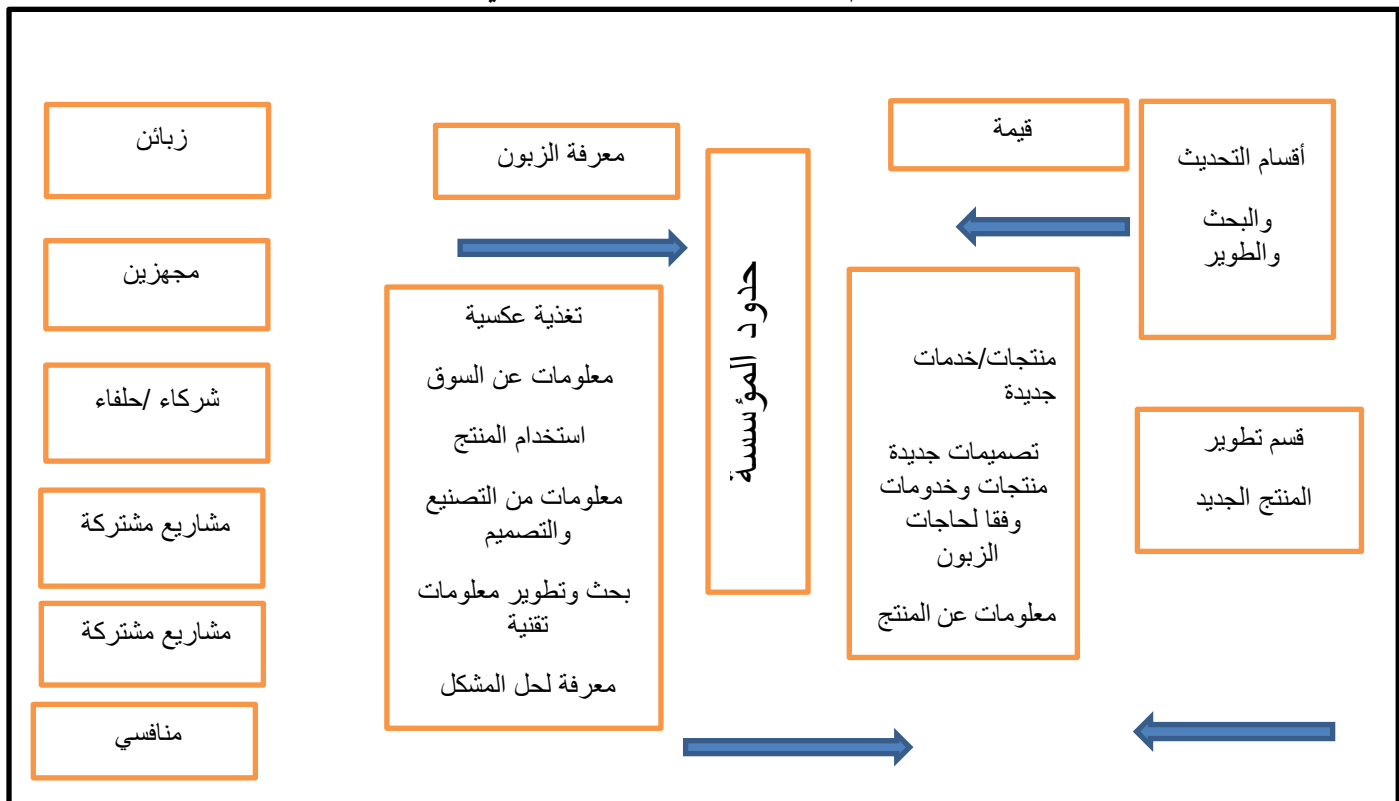 أقسام التحديث
والبحث
والطوير
قسم تطوير
المنتج الجديد
قيمة
منتجات/خدمات
جديدة
تصميمات جديدة
منتجات وخدومات
وفقا لحاجات
الزبون
معلومات عن المنتج
حدود المؤسسة
معرفة الزبون
تغذية عكسية
معلومات عن السوق
استخدام المنتج
معلومات من التصنيع
والتصميم
بحث وتطوير معلومات
تقنية
معرفة لحل المشكل
زبائن
مجهزين
شركاء /حلفاء
مشاريع مشتركة
مشاريع مشتركة
منافسي